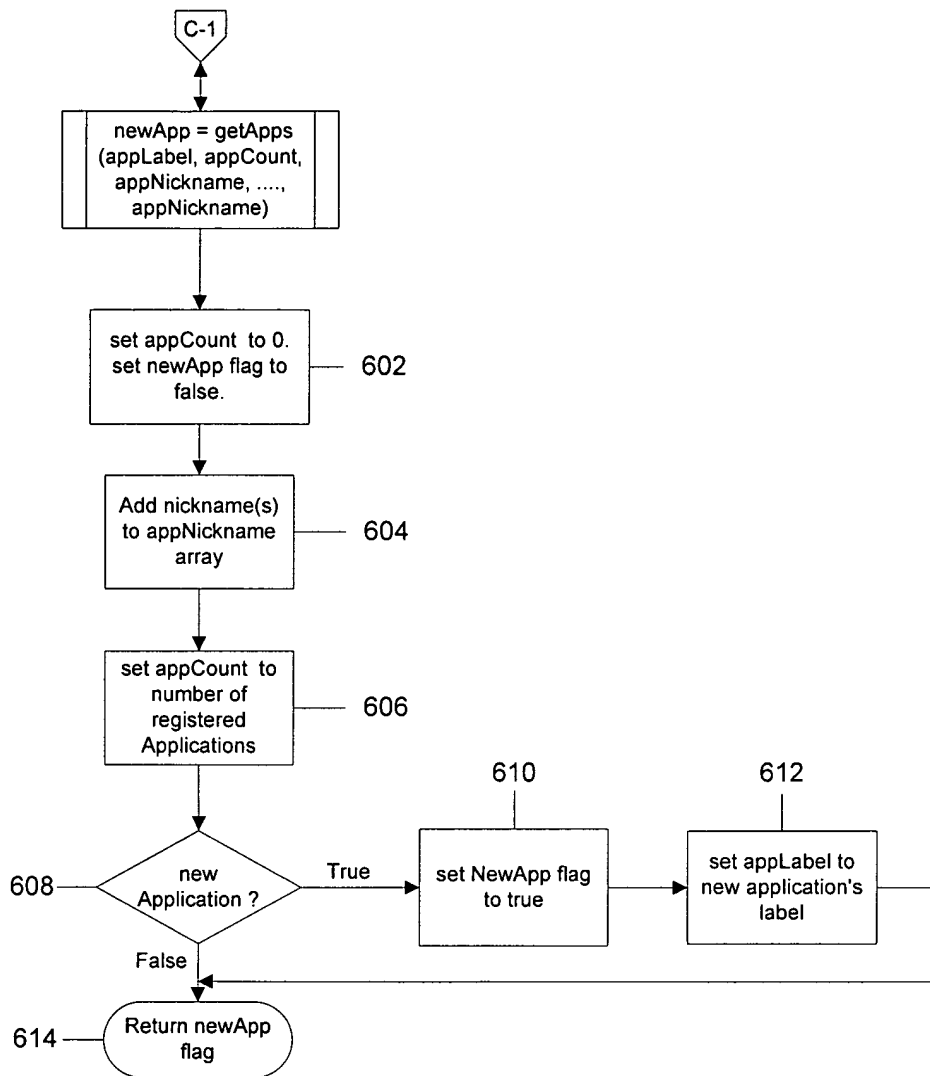 C-1
newApp = getApps
(appLabel, appCount,
appNickname, ....,
appNickname)
set appCount to 0.
set newApp flag to
false.
602
Add nickname(s)
to appNickname
array
604
set appCount to
number of
registered
Applications
606
610
612
608
new
Application ?
True
set NewApp flag
to true
set appLabel to
new application's
label
False
614
Return newApp
flag